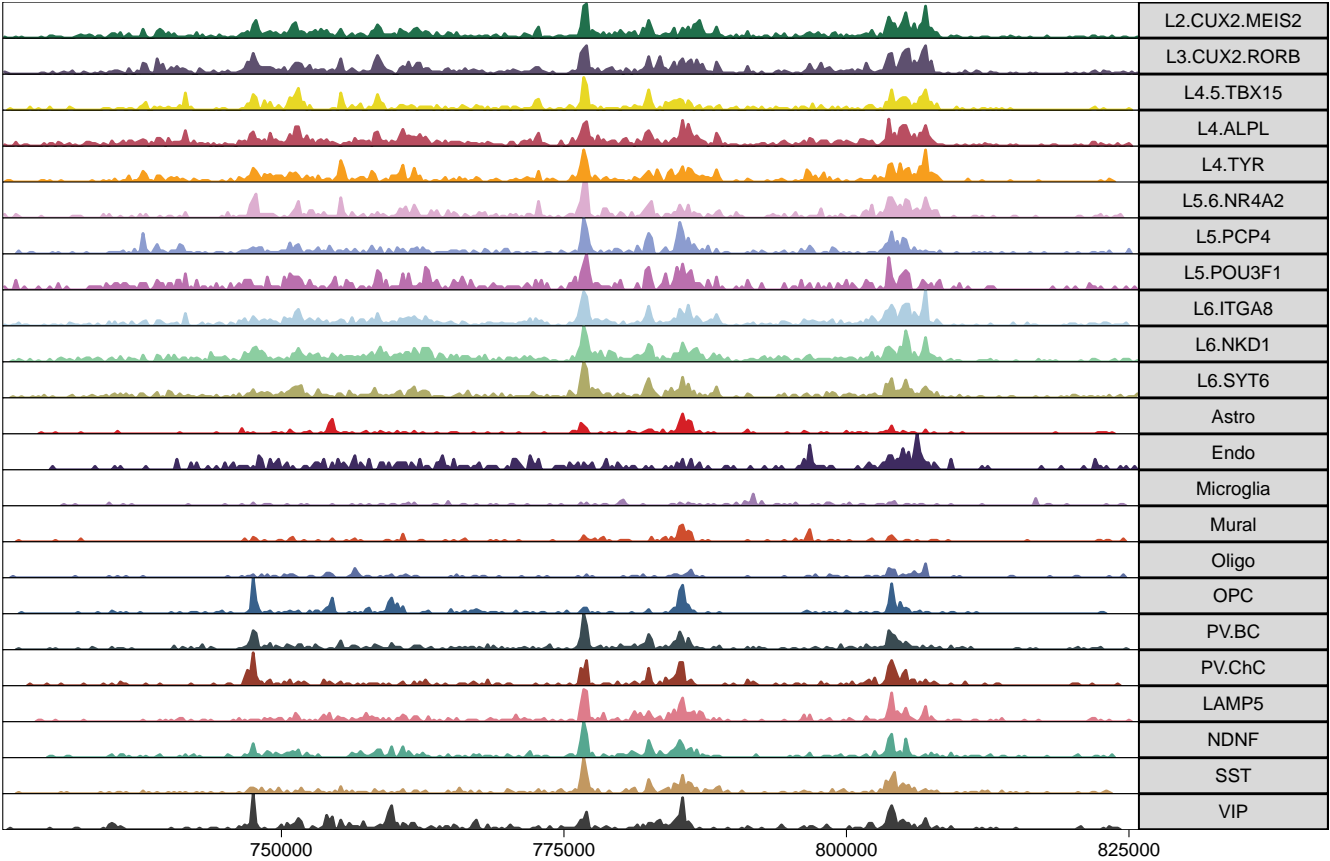 L2.CUX2.MEIS2
L3.CUX2.RORB
L4.5.TBX15
L4.ALPL
L4.TYR
L5.6.NR4A2
L5.PCP4
L5.POU3F1
L6.ITGA8
L6.NKD1
L6.SYT6
Astro
Endo
Microglia
Mural
Oligo
OPC
PV.BC
PV.ChC
LAMP5
NDNF
SST
VIP
750000 775000 800000 825000